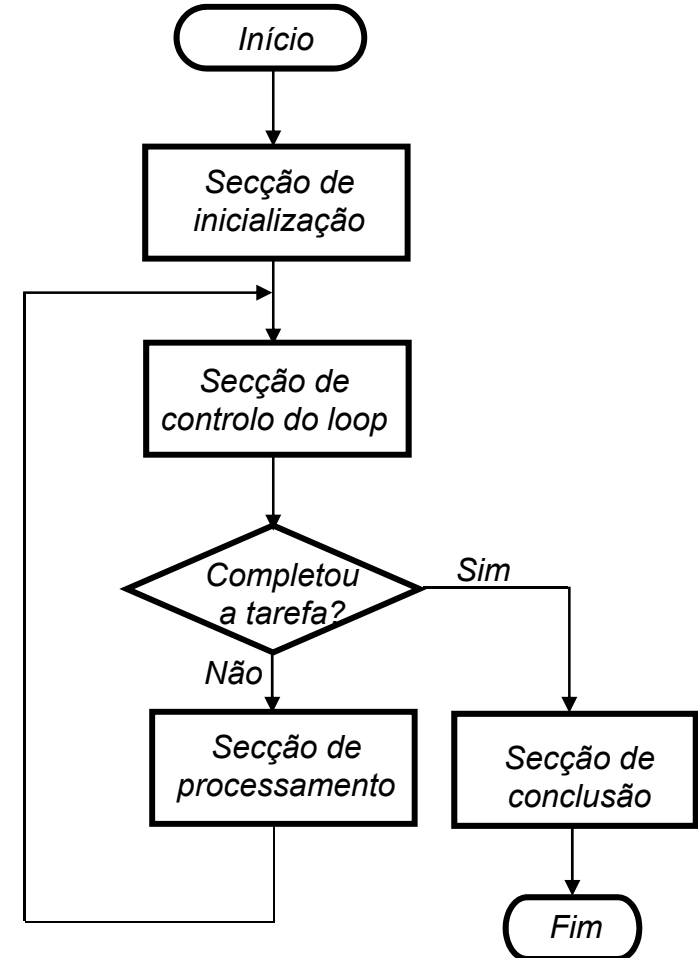 Início
Secção de
inicialização
Secção de
controlo do loop
Completou
a tarefa?
Sim
Não
Secção de
processamento
Secção de
conclusão
Fim